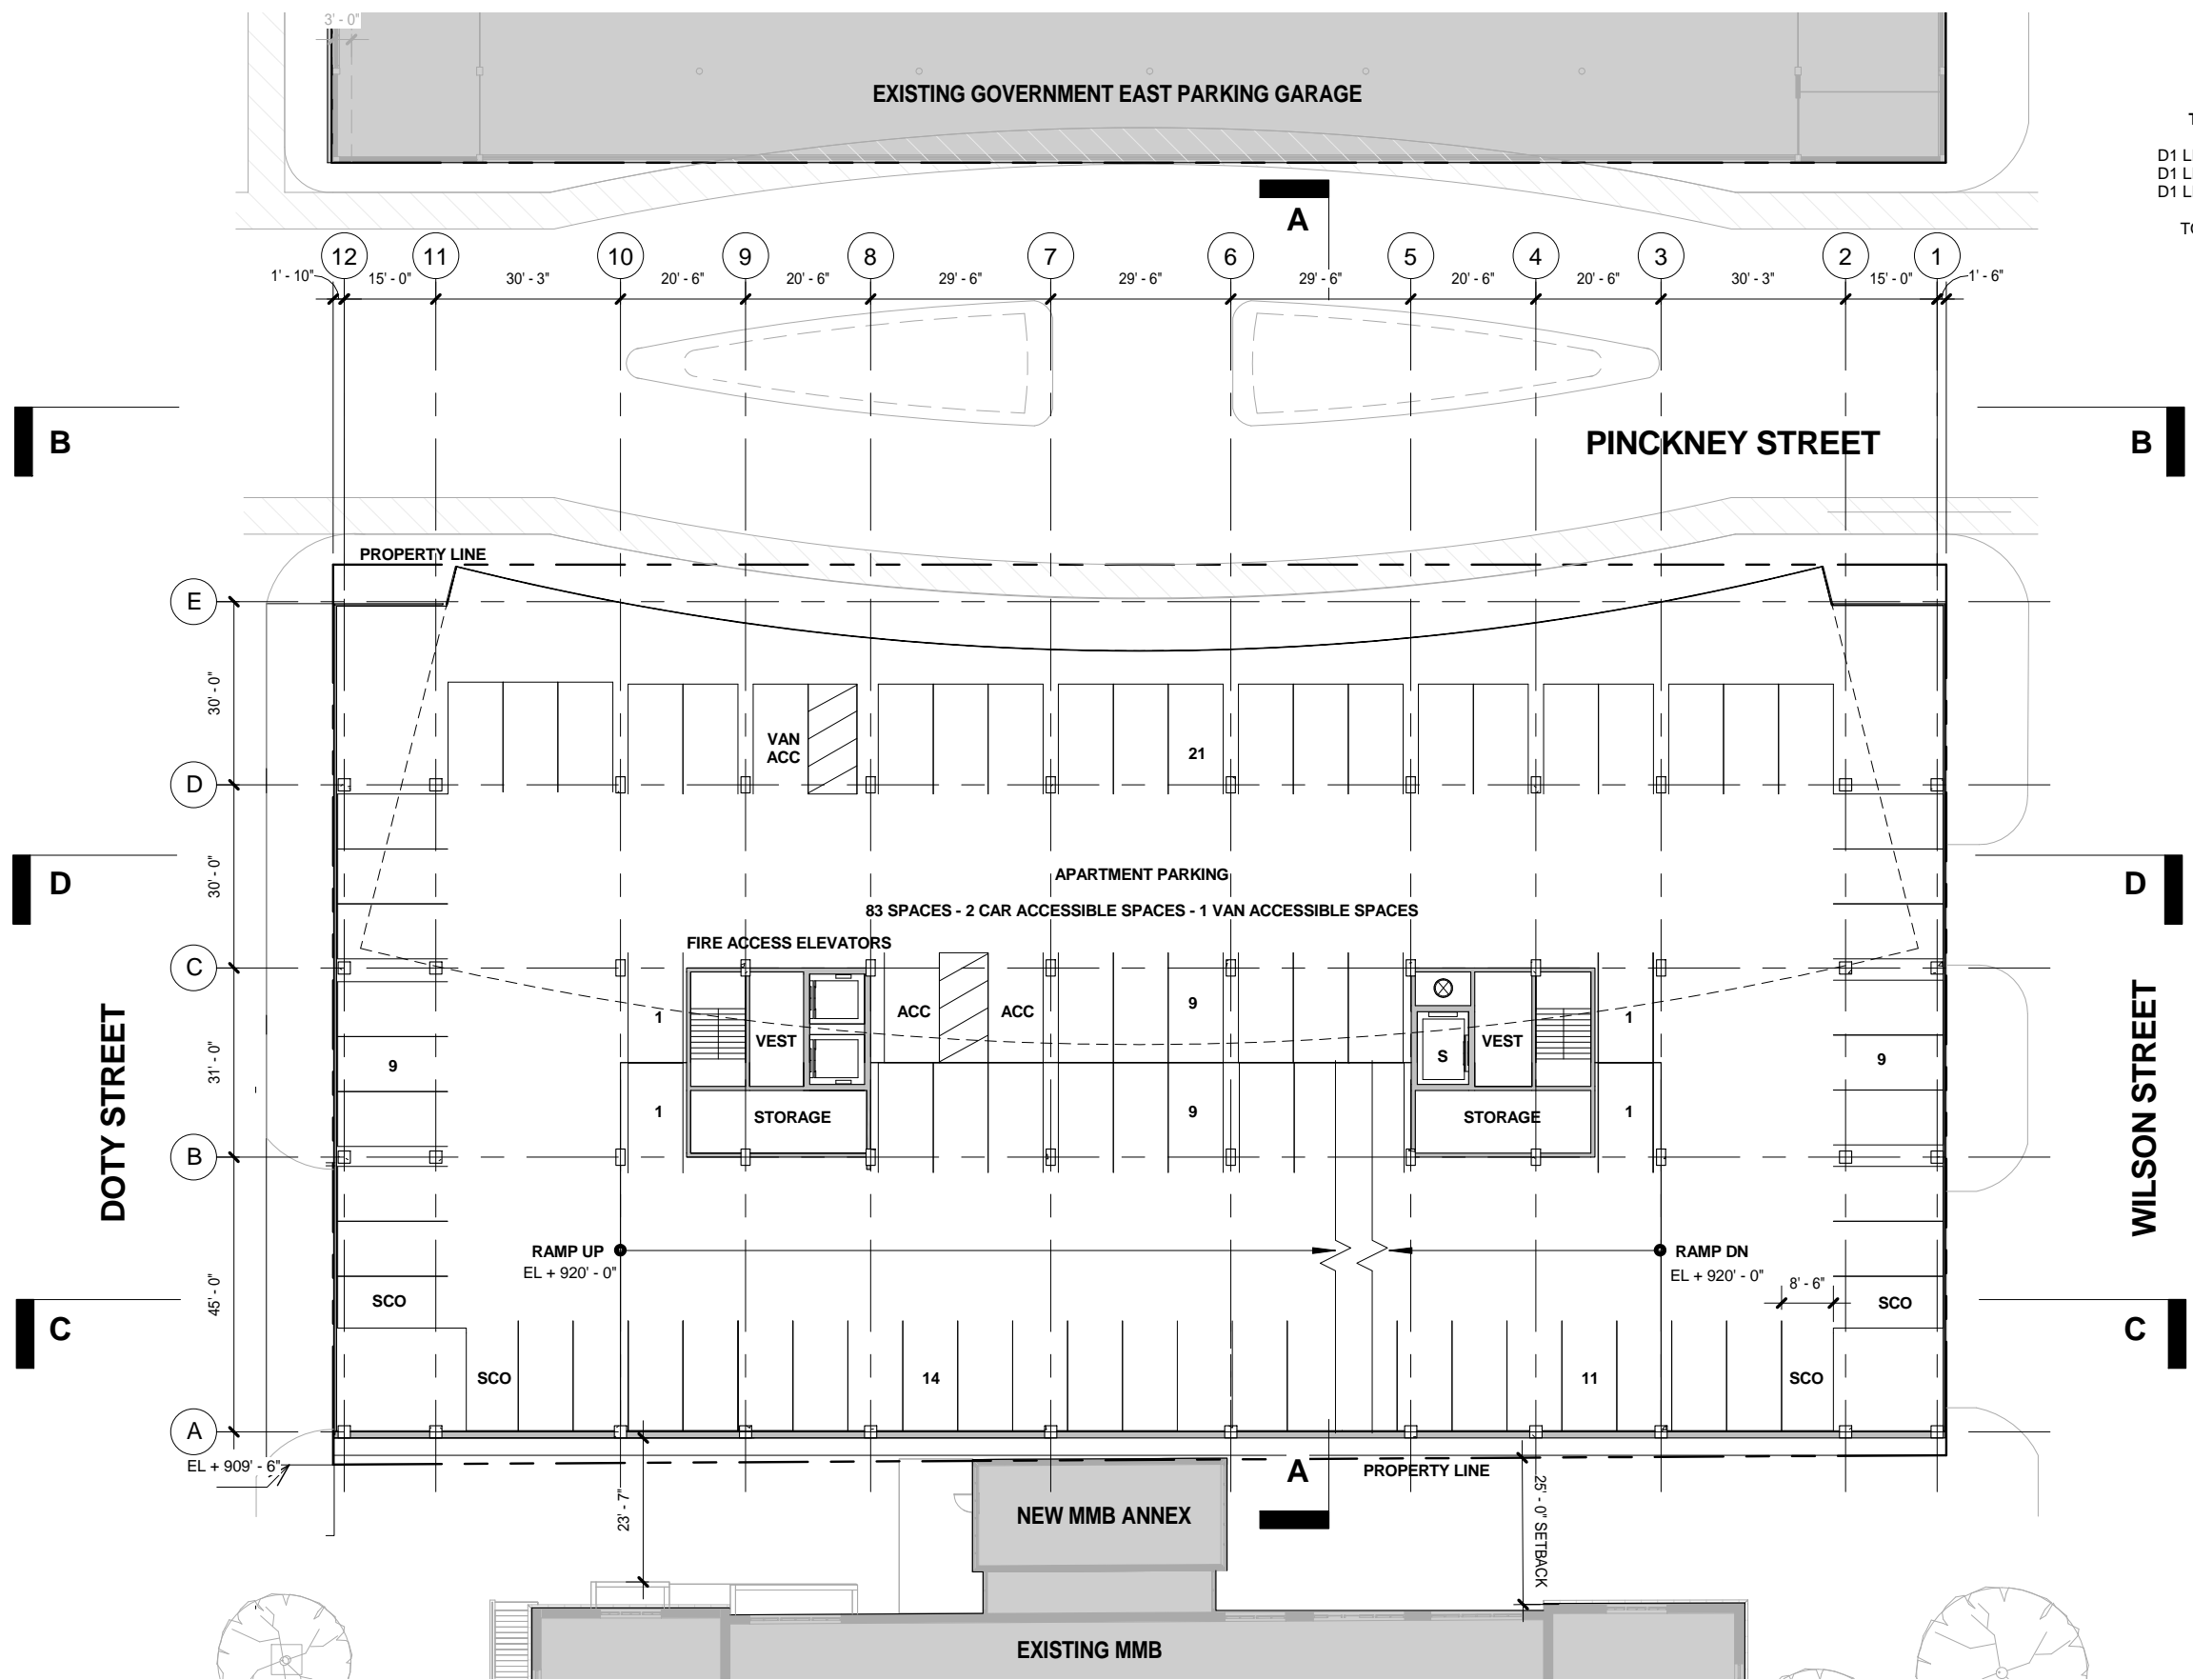 3' - 0"
EXISTING GOVERNMENT EAST PARKING GARAGE
D1 L
D1 L
D1 L
A
12 11 10 9 8 7 6 5 4 3 2 1
1' - 10" 15' - 0" 30' - 3" 20' - 6" 20' - 6" 29' - 6" 29' - 6" 29' - 6" 20' - 6" 20' - 6" 30' - 3" 15' - 0" 1' - 6"
B PINCKNEY STREET B
PROPERTY LINE
E
30' - 0"
VAN
ACC
21
D
30' - 0"
D APARTMENT PARKING D
83 SPACES - 2 CAR ACCESSIBLE SPACES - 1 VAN ACCESSIBLE SPACES
FIRE ACCESS ELEVATORS
C
DOTY STREET
31' - 0"
9
1
VEST
ACC
ACC
9
S
VEST
1
9
WILSON STREET
1
STORAGE
9
STORAGE
1
B
45' - 0"
RAMP UP
EL + 920' - 0"
RAMP DN
EL + 920' - 0"
8' - 6"
C SCO SCO C
SCO 14 11 SCO
A
EL + 909' - 6"
A PROPERTY LINE
23' - 7"
25' - 0" SETBACK
NEW MMB ANNEX
EXISTING MMB